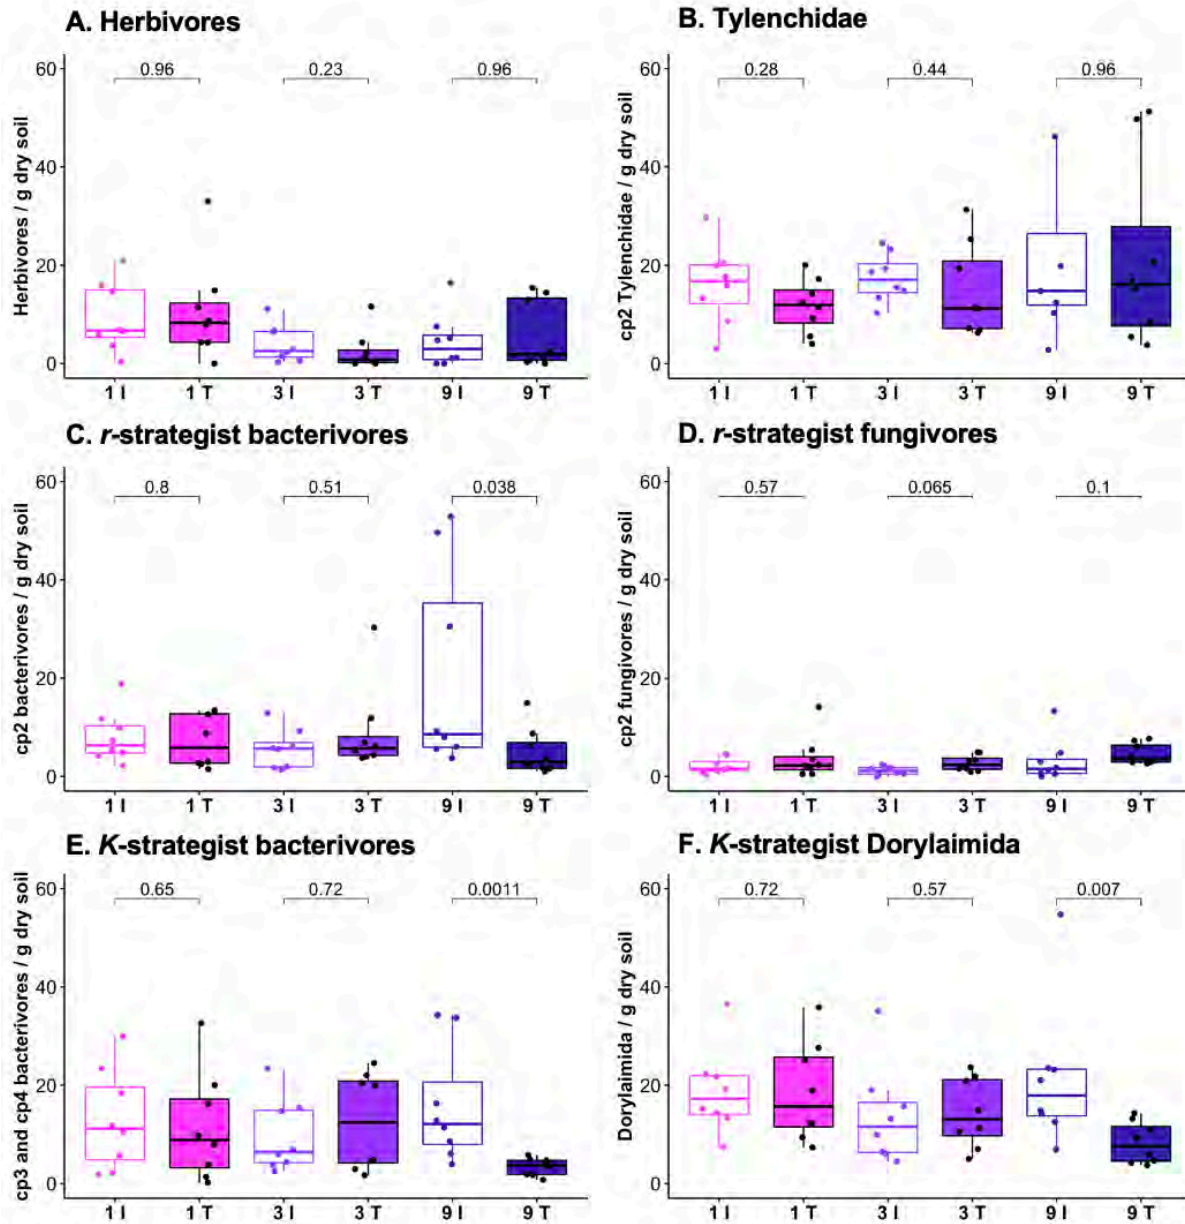 A. Herbivores
B. Tylenchidae
Herbivores / g dry soil
60
40
20
0
0.96
0.23
0.96
1 I
1 T
3 I
3 T
9 I
9 T
cp2 Tylenchidae / g dry soil
60
40
20
0
0.28
0.44
0.96
1 I
1 T
3 I
3 T
9 I
9 T
C. r-strategist bacterivores
D. r-strategist fungivores
cp2 bacterivores / g dry soil
60
40
20
0
0.8
0.51
0.038
1 I
1 T
3 I
3 T
9 I
9 T
cp2 fungivores / g dry soil
60
40
20
0
0.57
0.065
0.1
1 I
1 T
3 I
3 T
9 I
9 T
E. K-strategist bacterivores
F. K-strategist Dorylaimida
cp3 and cp4 bacterivores / g dry soil
60
40
20
0
0.65
0.72
0.0011
1 I
1 T
3 I
3 T
9 I
9 T
Dorylaimida / g dry soil
60
40
20
0
0.72
0.57
0.007
1 I
1 T
3 I
3 T
9 I
9 T